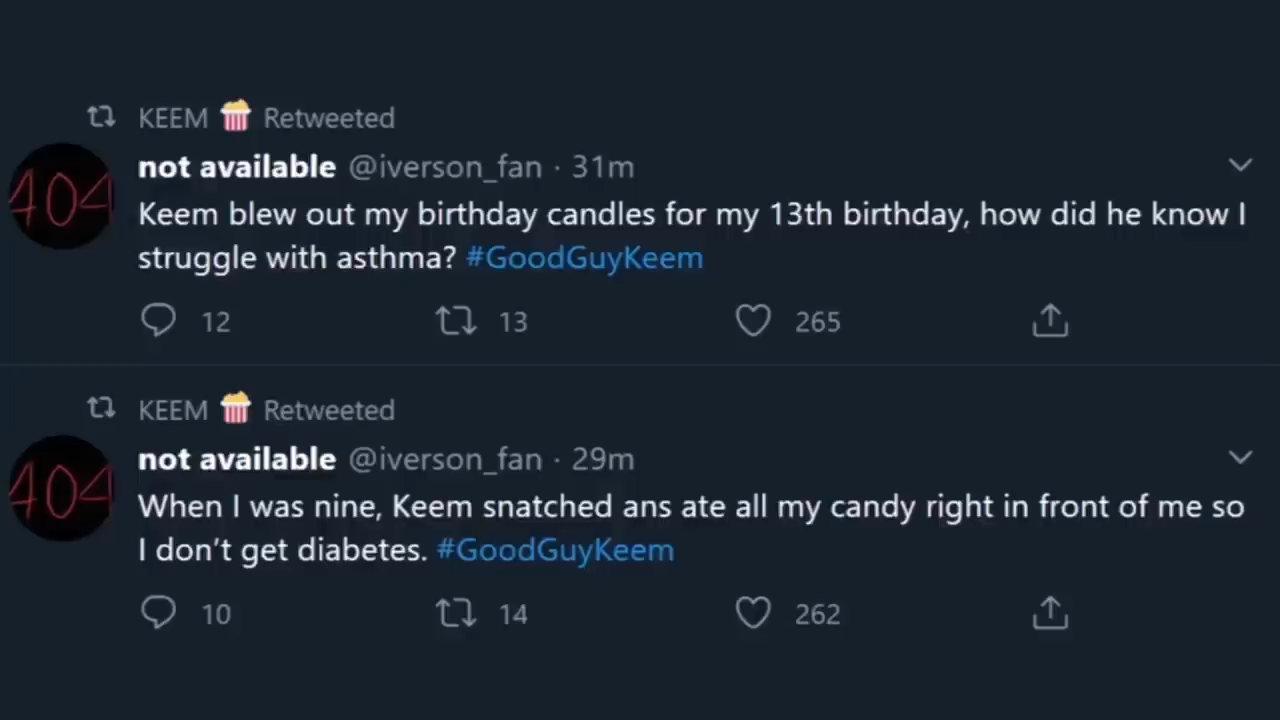 KEEM 🍿 Retweeted
404
not available @iverson_fan · 31m
Keem blew out my birthday candles for my 13th birthday, how did he know I
struggle with asthma? #GoodGuyKeem
12 13 265
KEEM 🍿 Retweeted
404
not available @iverson_fan · 29m
When I was nine, Keem snatched ans ate all my candy right in front of me so
I don't get diabetes. #GoodGuyKeem
10 14 262